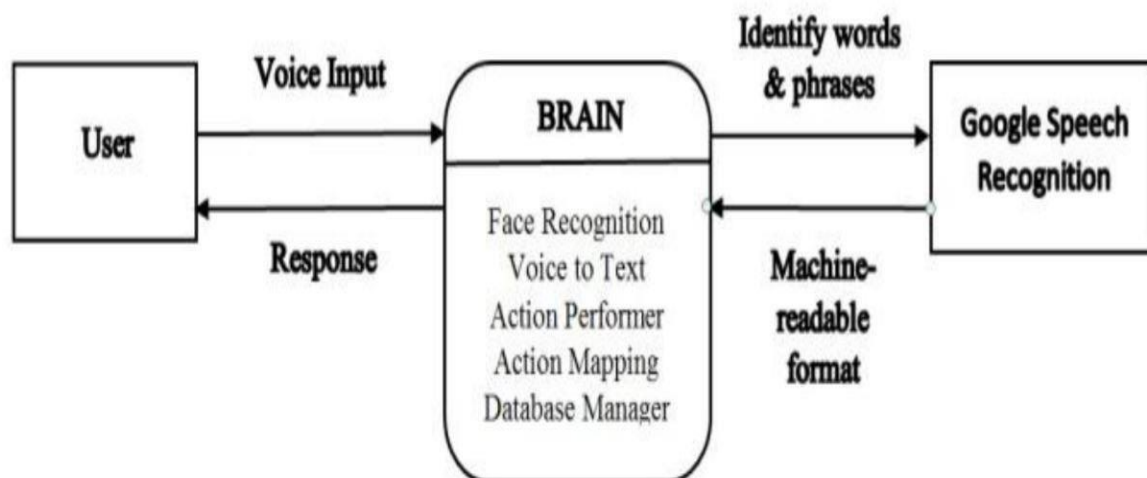 User
Voice Input
Response
BRAIN
Face Recognition
Voice to Text
Action Performer
Action Mapping
Database Manager
Identify words
& phrases
Machine-
readable
format
Google Speech
Recognition